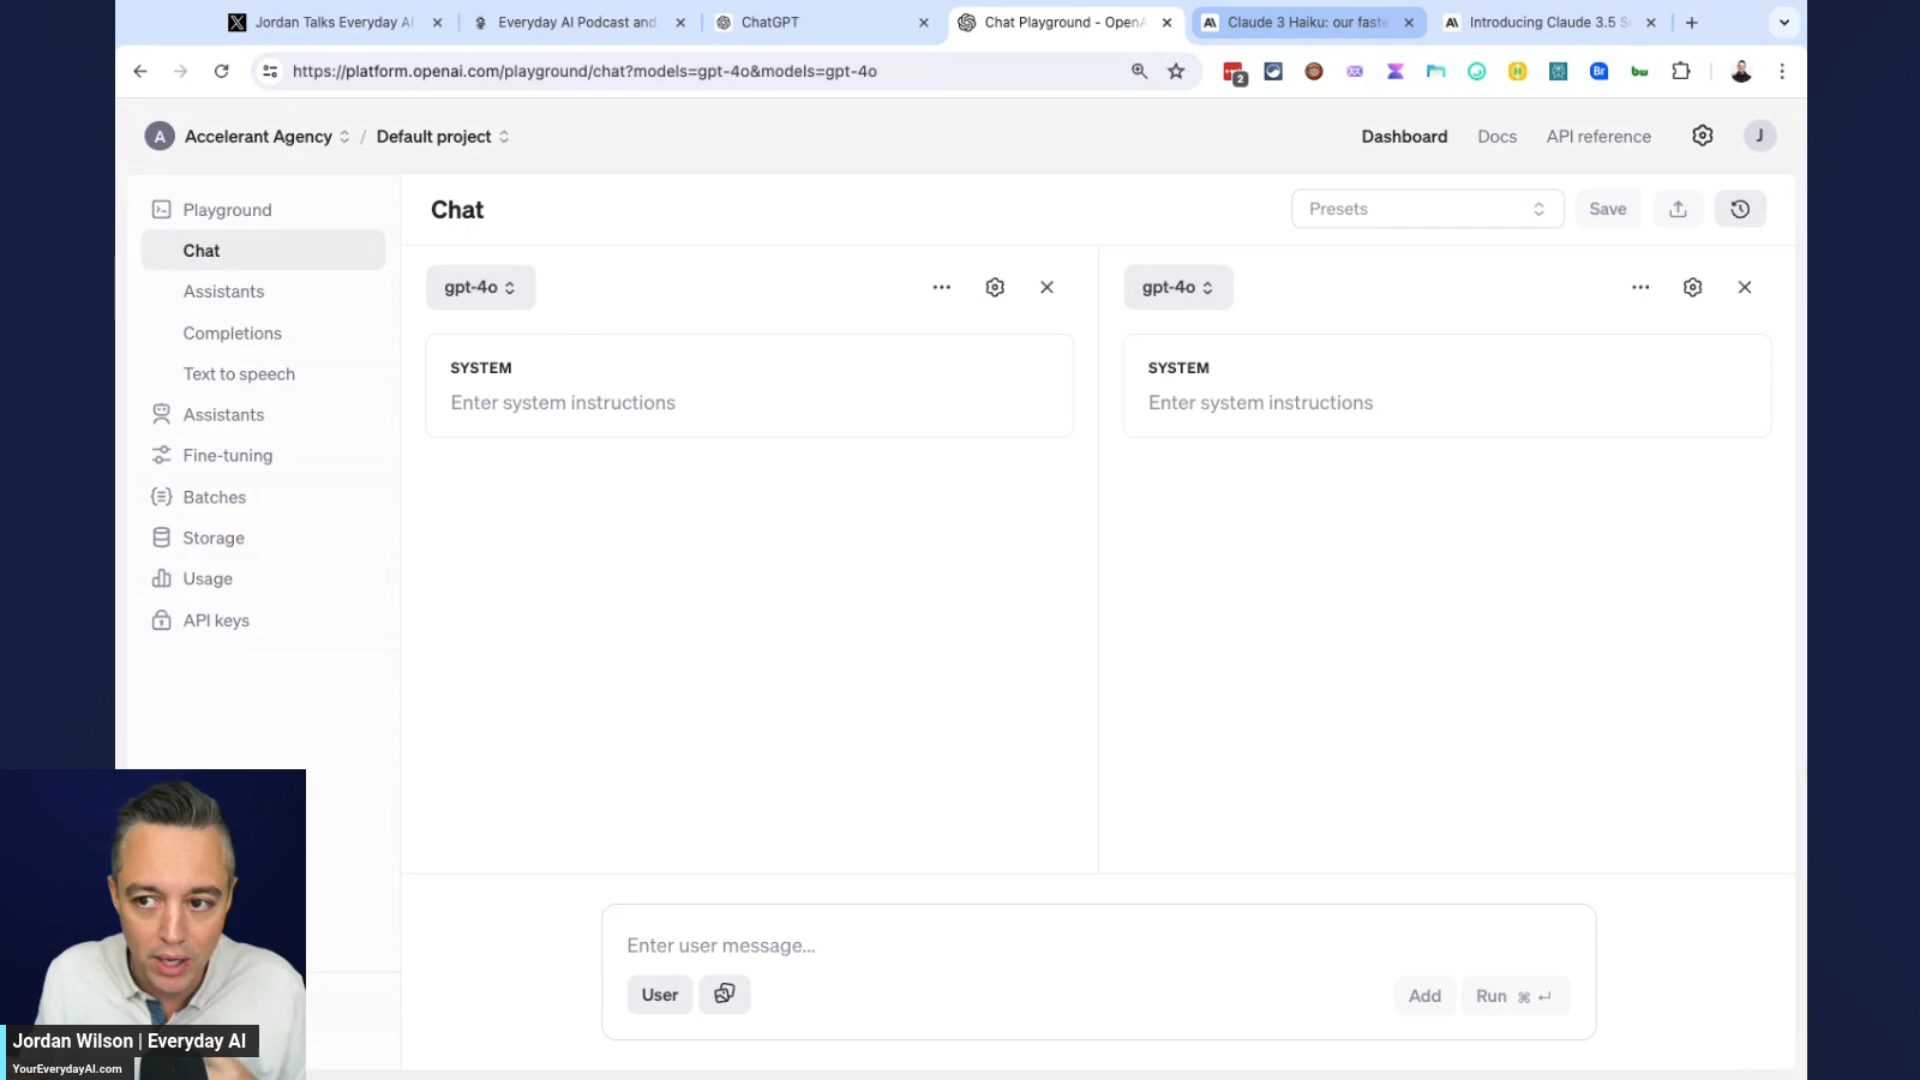 Jordan Talks Everyday AI
Everyday AI Podcast and
ChatGPT
Chat Playground - OpenA
Claude 3 Haiku: our faste
Introducing Claude 3.5 S
https://platform.openai.com/playground/chat?models=gpt-4o&models=gpt-4o
2
H
Br
bw
A
Accelerant Agency / Default project
Dashboard
Docs
API reference
J
Playground
Chat
Assistants
Completions
Text to speech
Assistants
Fine-tuning
Batches
Storage
Usage
API keys
Chat
Presets
Save
gpt-4o
SYSTEM
Enter system instructions
gpt-4o
SYSTEM
Enter system instructions
Enter user message...
User
Add
Run ⌘ ↵
Jordan Wilson | Everyday AI
YourEverydayAI.com